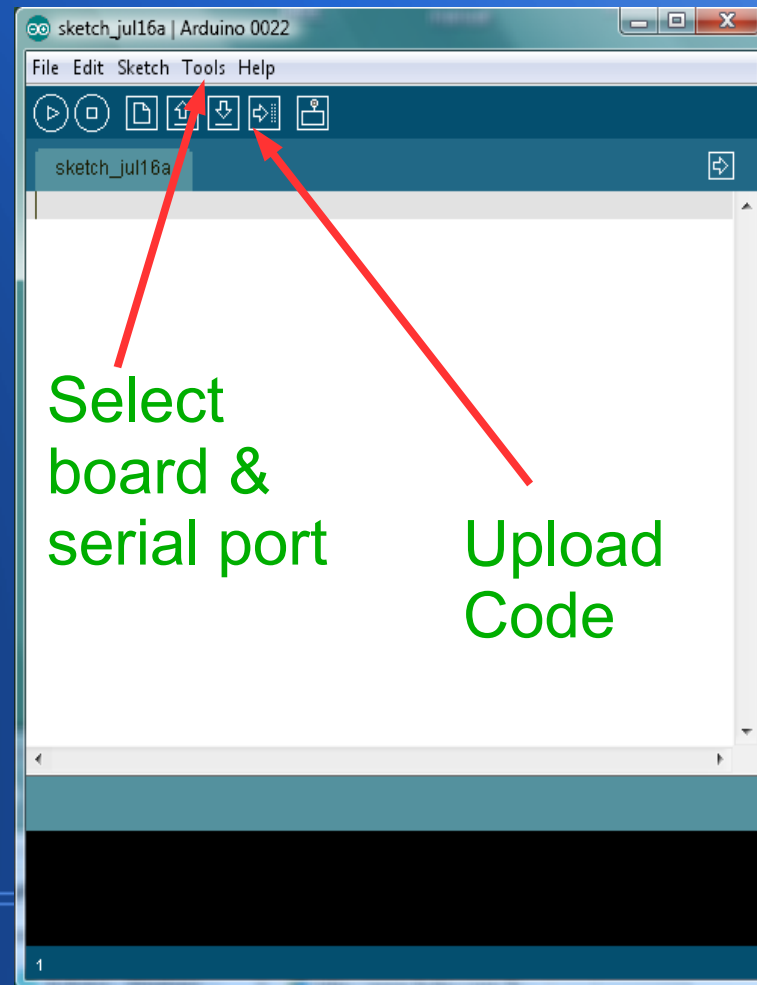 sketch_jul16a | Arduino 0022
File Edit Sketch Tools Help
sketch_jul16a
Select
board &
serial port
Upload
Code
1